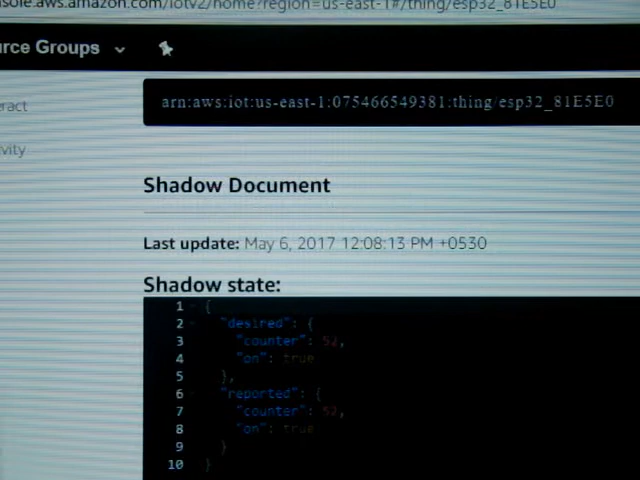 sole.aws.amazon.com/iotv2/home?region=us-east-1#/thing/esp32_81E5E0
urce Groups
ract
arn:aws:iot:us-east-1:075466549381:thing/esp32_81E5E0
vity
Shadow Document
Last update: May 6, 2017 12:08:13 PM +0530
Shadow state:
1 {
2 "desired": {
3 "counter": 52,
4 "on": true
5 },
6 "reported": {
7 "counter": 52,
8 "on": true
9 }
10 }